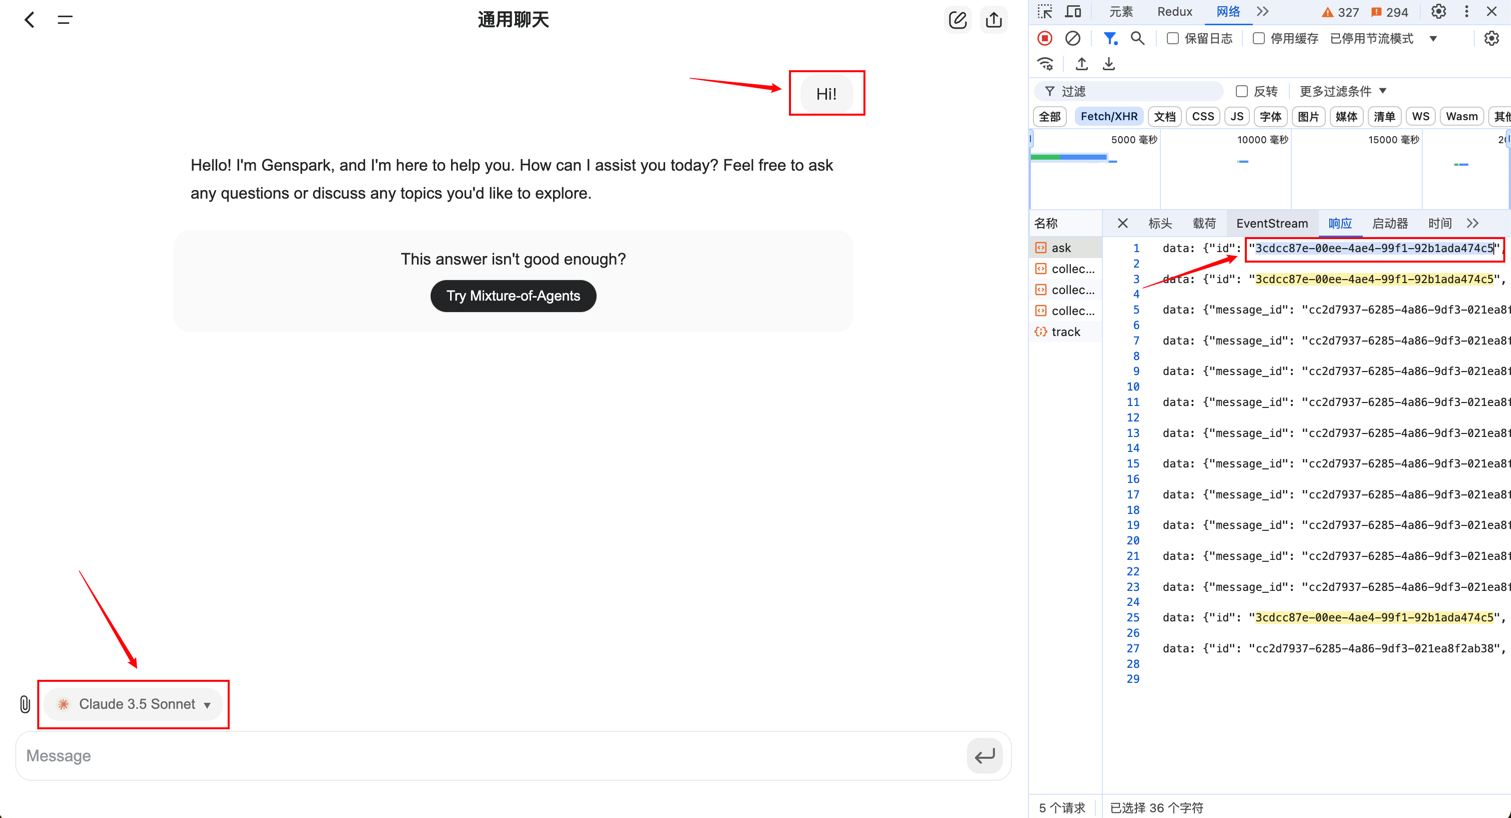 通用聊天
Hi!
Hello! I'm Genspark, and I'm here to help you. How can I assist you today? Feel free to ask
any questions or discuss any topics you'd like to explore.
This answer isn't good enough?
Try Mixture-of-Agents
Claude 3.5 Sonnet ▼
Message
元素 Redux 网络 327 294
保留日志 停用缓存 已停用节流模式 ▼
过滤 反转 更多过滤条件 ▼
全部 Fetch/XHR 文档 CSS JS 字体 图片 媒体 清单 WS Wasm
5000 毫秒 10000 毫秒 15000 毫秒
名称 标头 载荷 EventStream 响应 启动器 时间
ask
collec...
collec...
collec...
track
1 data: {"id": "3cdcc87e-00ee-4ae4-99f1-92b1ada474c5",
2
3 data: {"id": "3cdcc87e-00ee-4ae4-99f1-92b1ada474c5",
4
5 data: {"message_id": "cc2d7937-6285-4a86-9df3-021ea8f
6
7 data: {"message_id": "cc2d7937-6285-4a86-9df3-021ea8f
8
9 data: {"message_id": "cc2d7937-6285-4a86-9df3-021ea8f
10
11 data: {"message_id": "cc2d7937-6285-4a86-9df3-021ea8f
12
13 data: {"message_id": "cc2d7937-6285-4a86-9df3-021ea8f
14
15 data: {"message_id": "cc2d7937-6285-4a86-9df3-021ea8f
16
17 data: {"message_id": "cc2d7937-6285-4a86-9df3-021ea8f
18
19 data: {"message_id": "cc2d7937-6285-4a86-9df3-021ea8f
20
21 data: {"message_id": "cc2d7937-6285-4a86-9df3-021ea8f
22
23 data: {"message_id": "cc2d7937-6285-4a86-9df3-021ea8f
24
25 data: {"id": "3cdcc87e-00ee-4ae4-99f1-92b1ada474c5",
26
27 data: {"id": "cc2d7937-6285-4a86-9df3-021ea8f2ab38",
28
29
5 个请求 已选择 36 个字符